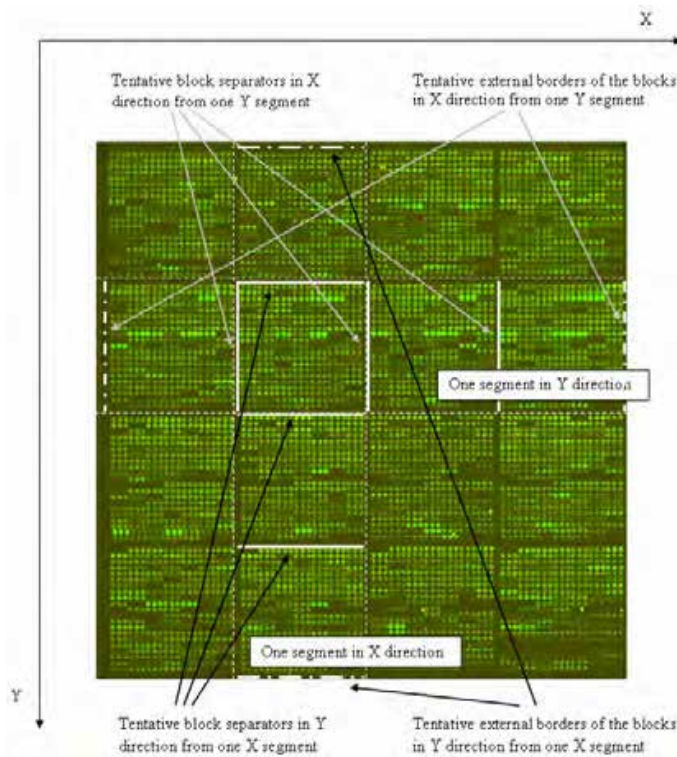 X
Tentative block separators in X
direction from one Y segment
Tentative external borders of the blocks
in X direction from one Y segment
One segment in Y direction
One segment in X direction
Y
Tentative block separators in Y
direction from one X segment
Tentative external borders of the blocks
in Y direction from one X segment